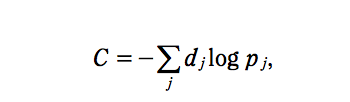 C = −∑_j d_j log p_j,